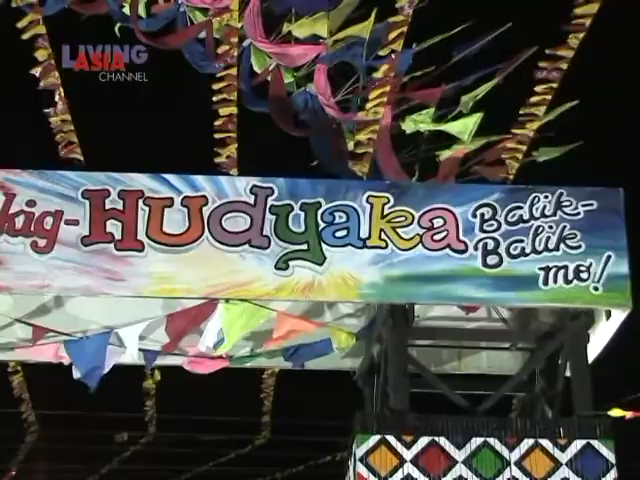 LIVING
ASIA
CHANNEL
kig-Hudyaka Balik-
Balik
mo!